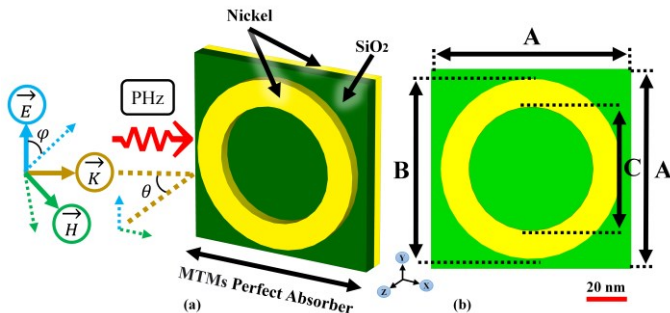 Nickel
SiO₂
PHz
E
φ
K
θ
H
MTMs Perfect Absorber
(a)
Y
X
Z
A
B
C
A
20 nm
(b)